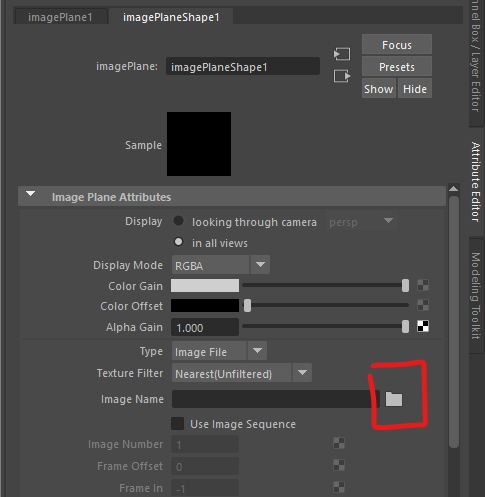 imagePlane1 imagePlaneShape1
Focus
imagePlane: imagePlaneShape1
Presets
Show Hide
Sample
Image Plane Attributes
Display looking through camera persp
in all views
Display Mode RGBA
Color Gain
Color Offset
Alpha Gain 1.000
Type Image File
Texture Filter Nearest(Unfiltered)
Image Name
Use Image Sequence
Image Number 1
Frame Offset 0
Frame In -1
nnel Box / Layer Editor
Attribute Editor
Modeling Toolkit